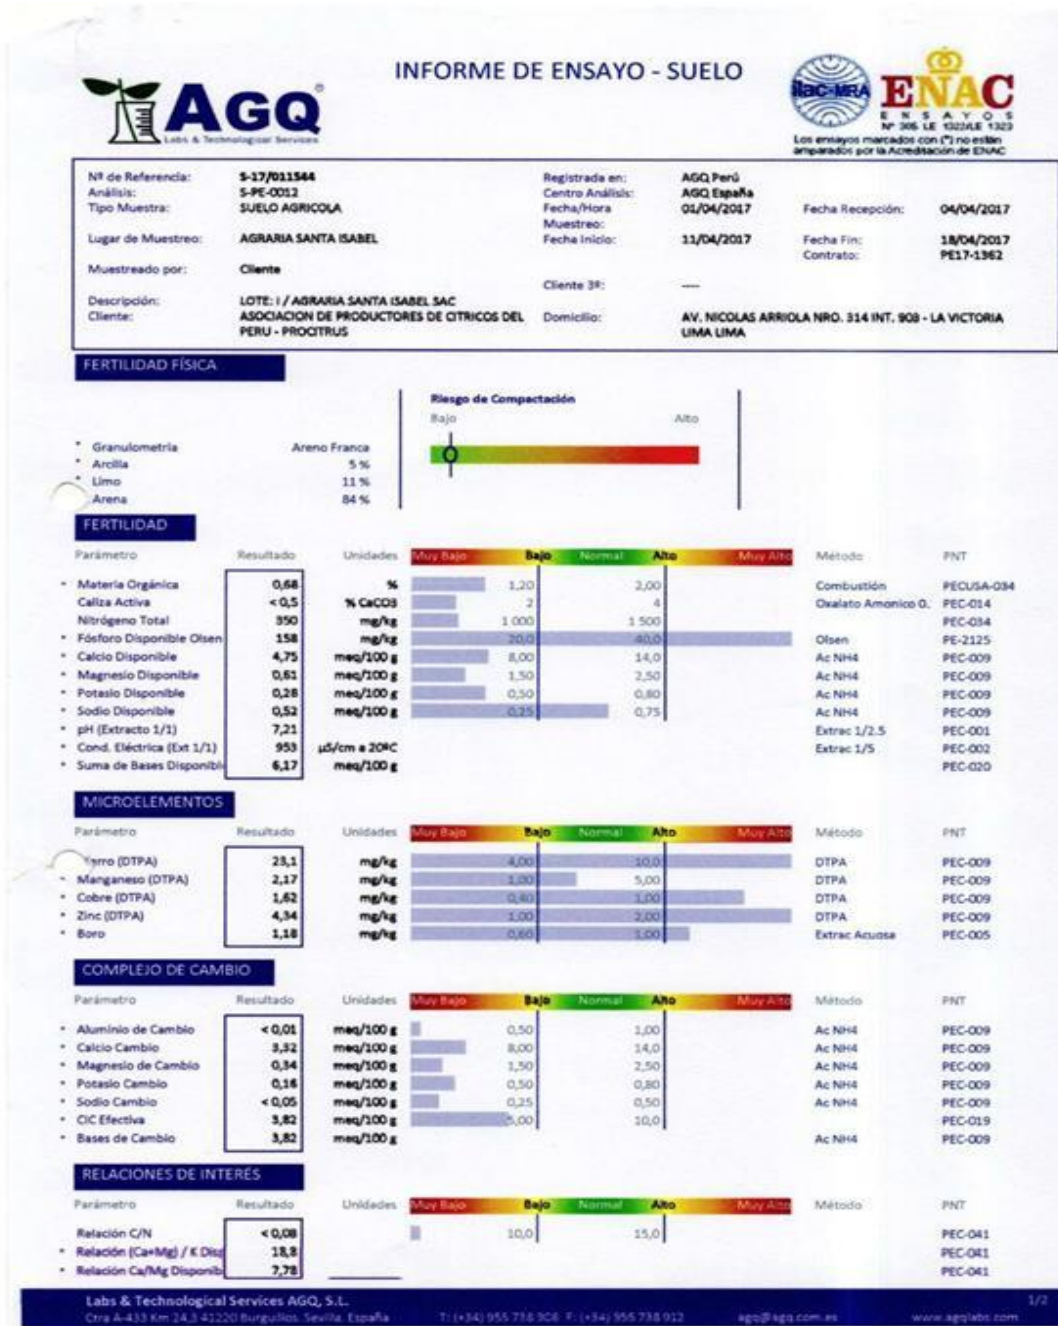 INFORME DE ENSAYO - SUELO
AGQ
Labs & Technological Services
ilac-MRA
ENAC
ENSAYOS
Nº 305 LE 1322/LE 1323
Los ensayos marcados con (*) no están
amparados por la Acreditación de ENAC
Nº de Referencia: S-17/011544 Registrada en: AGQ Perú
Análisis: S-PE-0012 Centro Análisis: AGQ España
Tipo Muestra: SUELO AGRICOLA Fecha/Hora Muestreo: 01/04/2017 Fecha Recepción: 04/04/2017
Lugar de Muestreo: AGRARIA SANTA ISABEL Fecha Inicio: 11/04/2017 Fecha Fin: 18/04/2017
Contrato: PE17-1362
Muestreado por: Cliente
Cliente 3º: ----
Descripción: LOTE: I / AGRARIA SANTA ISABEL SAC
Cliente: ASOCIACION DE PRODUCTORES DE CITRICOS DEL PERU - PROCITRUS Domicilio: AV. NICOLAS ARRIOLA NRO. 314 INT. 903 - LA VICTORIA LIMA LIMA
FERTILIDAD FÍSICA
Riesgo de Compactación
Bajo Alto
* Granulometría Areno Franca
* Arcilla 5 %
* Limo 11 %
Arena 84 %
FERTILIDAD
Parámetro Resultado Unidades Muy Bajo Bajo Normal Alto Muy Alto Método PNT
* Materia Orgánica 0,68 % 1,20 2,00 Combustión PECUSA-034
Caliza Activa < 0,5 % CaCO3 2 4 Oxalato Amonico 0. PEC-014
Nitrógeno Total 350 mg/kg 1 000 1 500 PEC-034
* Fósforo Disponible Olsen 158 mg/kg 20,0 40,0 Olsen PE-2125
* Calcio Disponible 4,75 meq/100 g 8,00 14,0 Ac NH4 PEC-009
* Magnesio Disponible 0,61 meq/100 g 1,50 2,50 Ac NH4 PEC-009
* Potasio Disponible 0,28 meq/100 g 0,50 0,80 Ac NH4 PEC-009
* Sodio Disponible 0,52 meq/100 g 0,25 0,75 Ac NH4 PEC-009
* pH (Extracto 1/1) 7,21 Extrac 1/2.5 PEC-001
* Cond. Eléctrica (Ext 1/1) 953 µS/cm a 20ºC Extrac 1/5 PEC-002
* Suma de Bases Disponibl 6,17 meq/100 g PEC-020
MICROELEMENTOS
Parámetro Resultado Unidades Muy Bajo Bajo Normal Alto Muy Alto Método PNT
(DTPA) 23,1 mg/kg 4,00 10,0 DTPA PEC-009
* Manganeso (DTPA) 2,17 mg/kg 1,00 5,00 DTPA PEC-009
* Cobre (DTPA) 1,62 mg/kg 0,40 1,00 DTPA PEC-009
* Zinc (DTPA) 4,34 mg/kg 1,00 2,00 DTPA PEC-009
* Boro 1,18 mg/kg 0,60 1,00 Extrac Acuosa PEC-005
COMPLEJO DE CAMBIO
Parámetro Resultado Unidades Muy Bajo Bajo Normal Alto Muy Alto Método PNT
* Aluminio de Cambio < 0,01 meq/100 g 0,50 1,00 Ac NH4 PEC-009
* Calcio Cambio 3,32 meq/100 g 8,00 14,0 Ac NH4 PEC-009
* Magnesio de Cambio 0,34 meq/100 g 1,50 2,50 Ac NH4 PEC-009
* Potasio Cambio 0,16 meq/100 g 0,50 0,80 Ac NH4 PEC-009
* Sodio Cambio < 0,05 meq/100 g 0,25 0,50 Ac NH4 PEC-009
* CIC Efectiva 3,82 meq/100 g 5,00 10,0 PEC-019
* Bases de Cambio 3,82 meq/100 g Ac NH4 PEC-009
RELACIONES DE INTERÉS
Parámetro Resultado Unidades Muy Bajo Bajo Normal Alto Muy Alto Método PNT
Relación C/N < 0,08 10,0 15,0 PEC-041
* Relación (Ca+Mg) / K Disp 18,8 PEC-041
* Relación Ca/Mg Disponib 7,78 PEC-041
Labs & Technological Services AGQ, S.L. 1/2
Ctra A-433 Km 24,3 41220 Burguillos, Sevilla, España T: (+34) 955 738 908 F: (+34) 955 738 912 agq@agq.com.es www.agqlabs.com